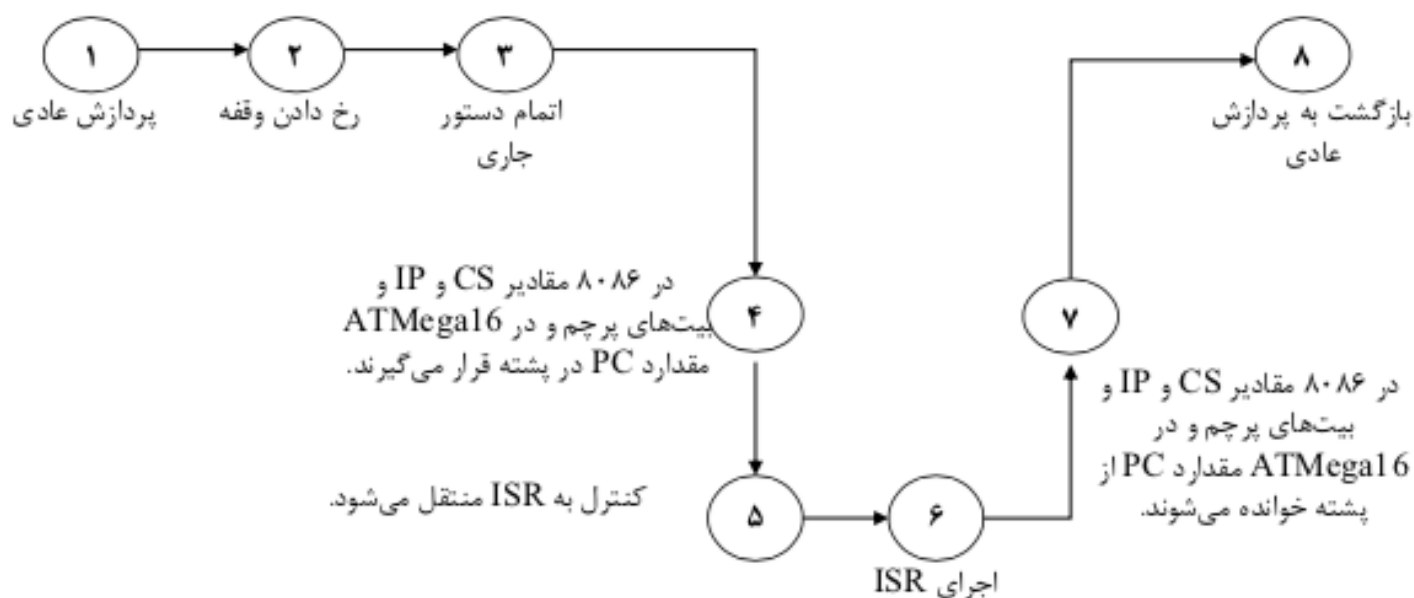 ۱
پردازش عادی
۲
رخ دادن وقفه
۳
اتمام دستور
جاری
۴
در ۸۰۸۶ مقادیر CS و IP و
بیت‌های پرچم و در ATMega16
مقدارد PC در پشته قرار می‌گیرند.
۵
کنترل به ISR منتقل می‌شود.
۶
اجرای ISR
۷
در ۸۰۸۶ مقادیر CS و IP و
بیت‌های پرچم و در
ATMega16 مقدارد PC از
پشته خوانده می‌شوند.
۸
بازگشت به پردازش
عادی